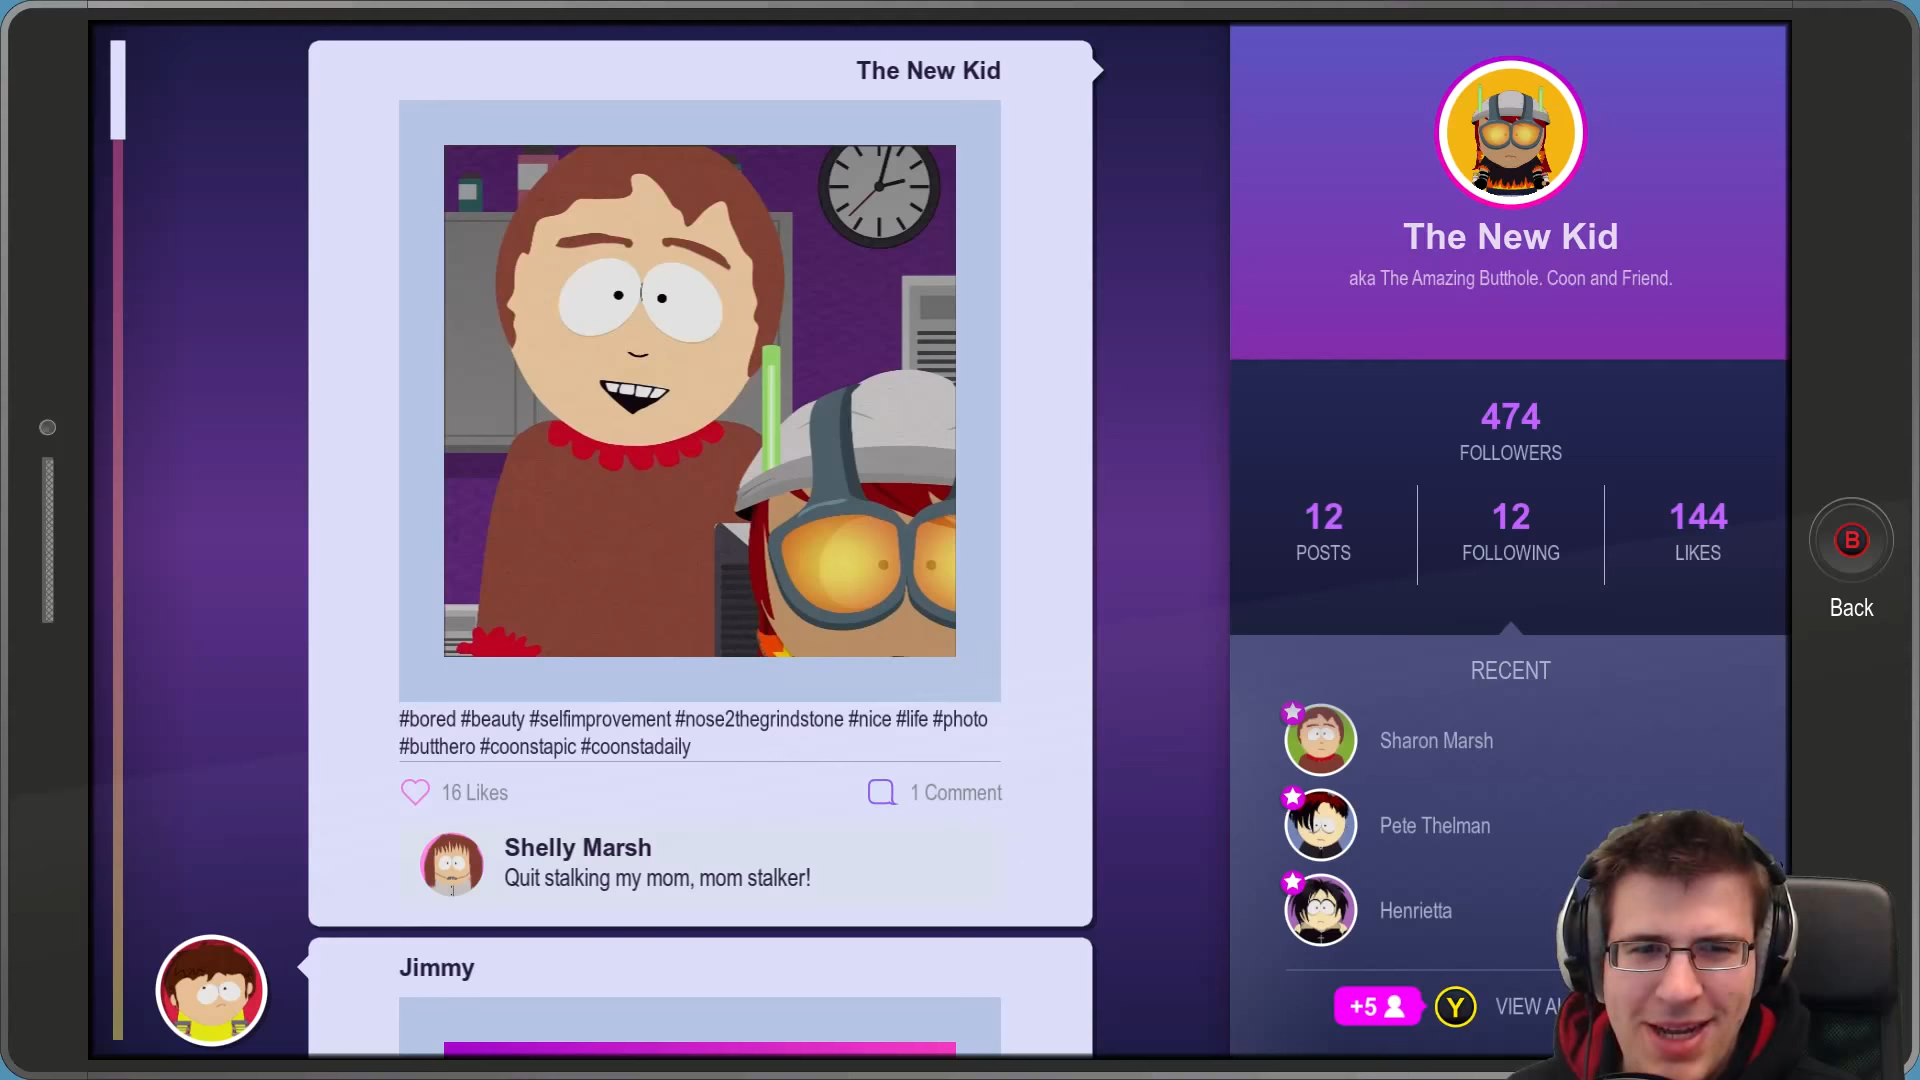 The New Kid
#bored #beauty #selfimprovement #nose2thegrindstone #nice #life #photo
#butthero #coonstapic #coonstadaily
16 Likes
1 Comment
Shelly Marsh
Quit stalking my mom, mom stalker!
Jimmy
The New Kid
aka The Amazing Butthole. Coon and Friend.
474
FOLLOWERS
12
POSTS
12
FOLLOWING
144
LIKES
RECENT
Sharon Marsh
Pete Thelman
Henrietta
+5
Y
VIEW
B
Back